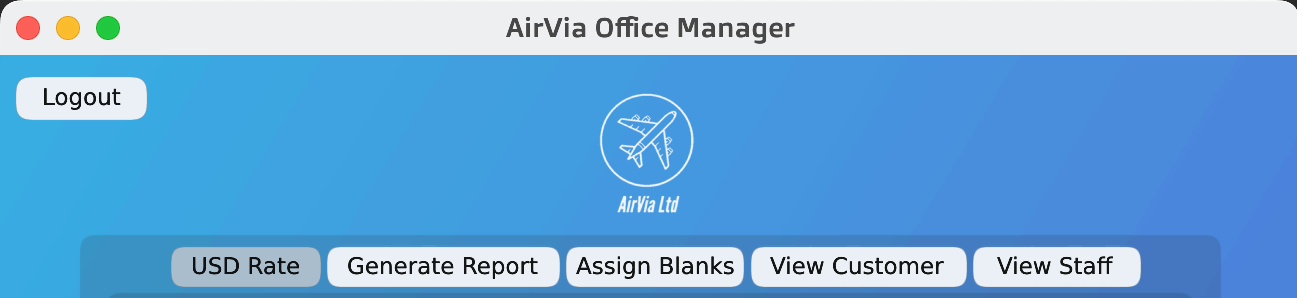 AirVia Office Manager
Logout
AirVia Ltd
USD Rate Generate Report Assign Blanks View Customer View Staff